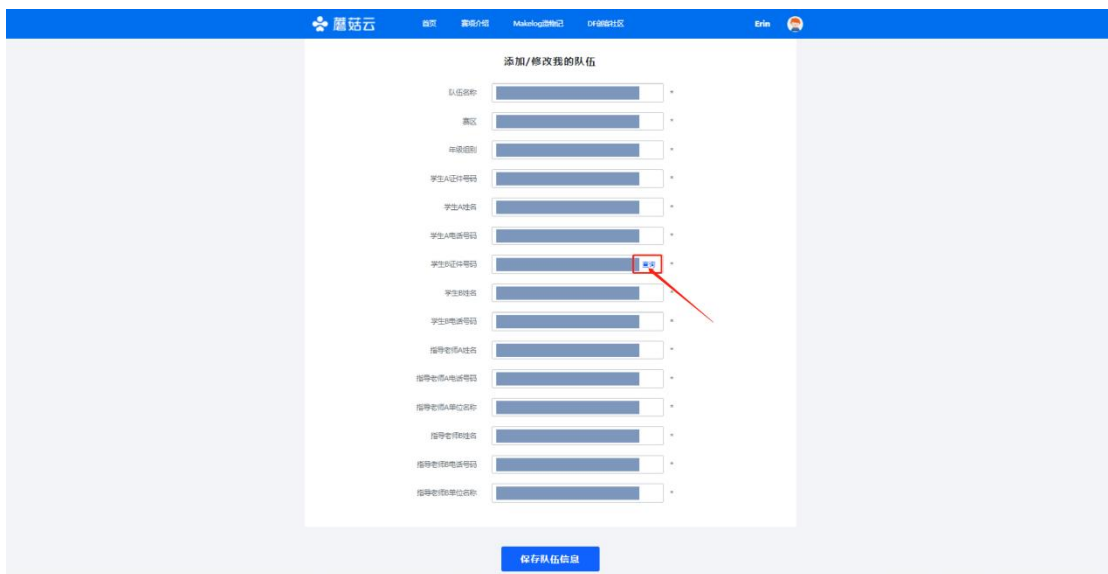 蘑菇云 首页 赛项介绍 Makelog造物记 DF创客社区 Erin
添加/修改我的队伍
队伍名称 *
赛区 *
年级组别 *
学生A证件号码 *
学生A姓名 *
学生A电话号码 *
学生B证件号码 查询 *
学生B姓名 *
学生B电话号码 *
指导老师A姓名 *
指导老师A电话号码 *
指导老师A单位名称 *
指导老师B姓名 *
指导老师B电话号码 *
指导老师B单位名称 *
保存队伍信息